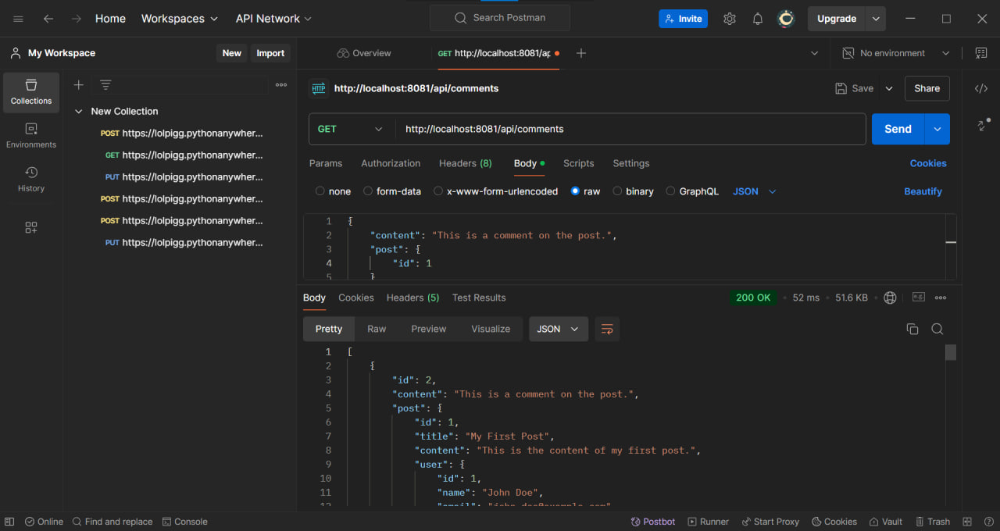 Home Workspaces API Network Search Postman Invite Upgrade
My Workspace New Import Overview GET http://localhost:8081/ap No environment
Collections
Environments
History
New Collection
POST https://lolpigg.pythonanywher...
GET https://lolpigg.pythonanywher...
PUT https://lolpigg.pythonanywher...
POST https://lolpigg.pythonanywher...
POST https://lolpigg.pythonanywher...
PUT https://lolpigg.pythonanywher...
HTTP http://localhost:8081/api/comments Save Share
GET http://localhost:8081/api/comments Send
Params Authorization Headers (8) Body Scripts Settings Cookies
none form-data x-www-form-urlencoded raw binary GraphQL JSON Beautify
1 {
2 "content": "This is a comment on the post.",
3 "post": {
4 "id": 1
5 }
Body Cookies Headers (5) Test Results 200 OK 52 ms 51.6 KB e.g.
Pretty Raw Preview Visualize JSON
1 [
2 {
3 "id": 2,
4 "content": "This is a comment on the post.",
5 "post": {
6 "id": 1,
7 "title": "My First Post",
8 "content": "This is the content of my first post.",
9 "user": {
10 "id": 1,
11 "name": "John Doe",
12 "email": "john.doe@example.com"
Online Find and replace Console Postbot Runner Start Proxy Cookies Vault Trash